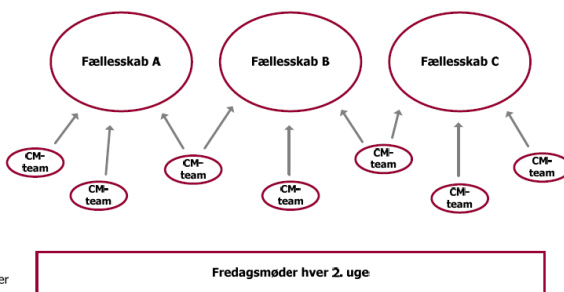 Fællesskab A
Fællesskab B
Fællesskab C
CM-
team
CM-
team
CM-
team
CM-
team
CM-
team
CM-
team
CM-
team
Fredagsmøder hver 2. uge
er